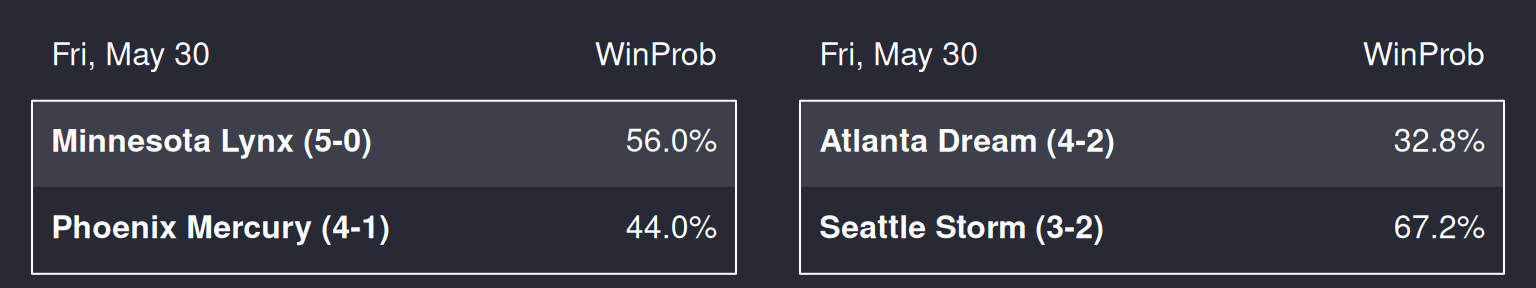 Fri, May 30 WinProb
Minnesota Lynx (5-0) 56.0%
Phoenix Mercury (4-1) 44.0%
Fri, May 30 WinProb
Atlanta Dream (4-2) 32.8%
Seattle Storm (3-2) 67.2%